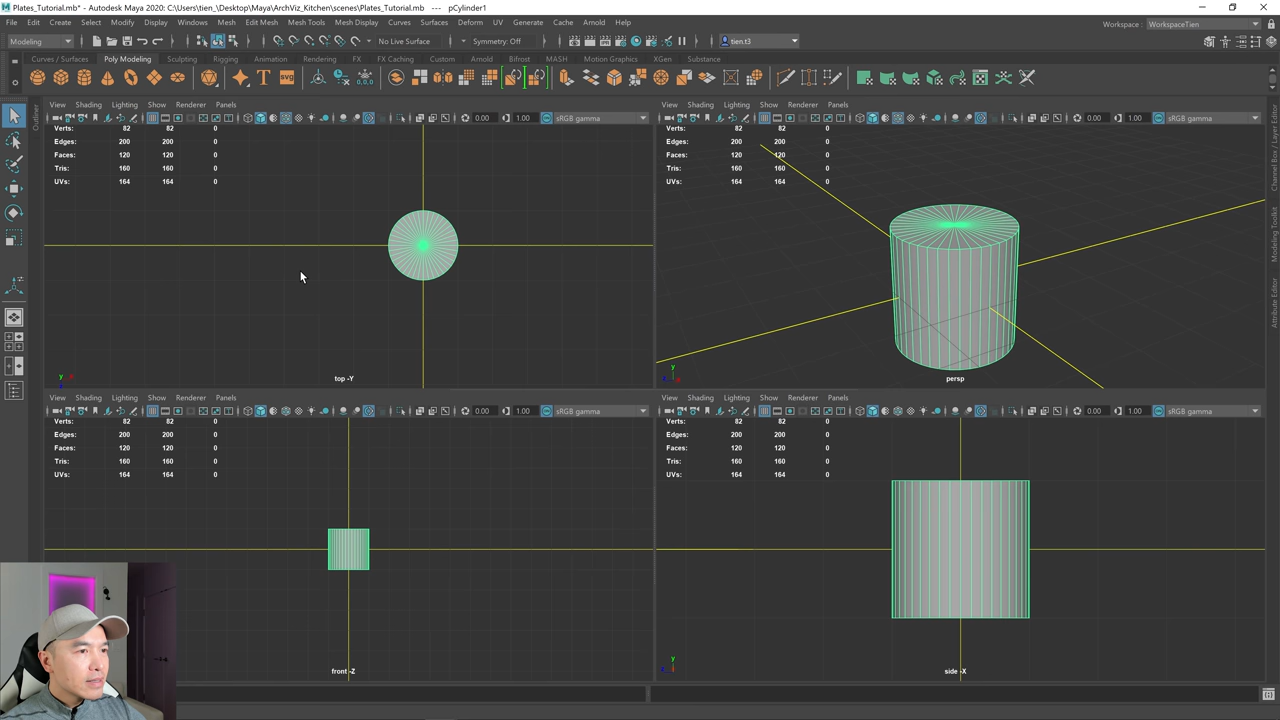 Plates_Tutorial.mb* - Autodesk Maya 2020: C:\Users\tien_\Desktop\Maya\ArchViz_Kitchen\scenes\Plates_Tutorial.mb --- pCylinder1
File Edit Create Select Modify Display Windows Mesh Edit Mesh Mesh Tools Mesh Display Curves Surfaces Deform UV Generate Cache Arnold Help
Workspace : WorkspaceTien
Modeling No Live Surface Symmetry: Off tien.t3
Curves / Surfaces Poly Modeling Sculpting Rigging Animation Rendering FX FX Caching Custom Arnold Bifrost MASH Motion Graphics XGen Substance
SVG
Outliner
View Shading Lighting Show Renderer Panels
0.00 1.00 sRGB gamma
Verts: 82 82 0
Edges: 200 200 0
Faces: 120 120 0
Tris: 160 160 0
UVs: 164 164 0
top -Y
View Shading Lighting Show Renderer Panels
0.00 1.00 sRGB gamma
Verts: 82 82 0
Edges: 200 200 0
Faces: 120 120 0
Tris: 160 160 0
UVs: 164 164 0
persp
View Shading Lighting Show Renderer Panels
0.00 1.00 sRGB gamma
Verts: 82 82 0
Edges: 200 200 0
Faces: 120 120 0
Tris: 160 160 0
UVs: 164 164 0
front -Z
View Shading Lighting Show Renderer Panels
0.00 1.00 sRGB gamma
Verts: 82 82 0
Edges: 200 200 0
Faces: 120 120 0
Tris: 160 160 0
UVs: 164 164 0
side -X
Channel Box / Layer Editor
Modeling Toolkit
Attribute Editor